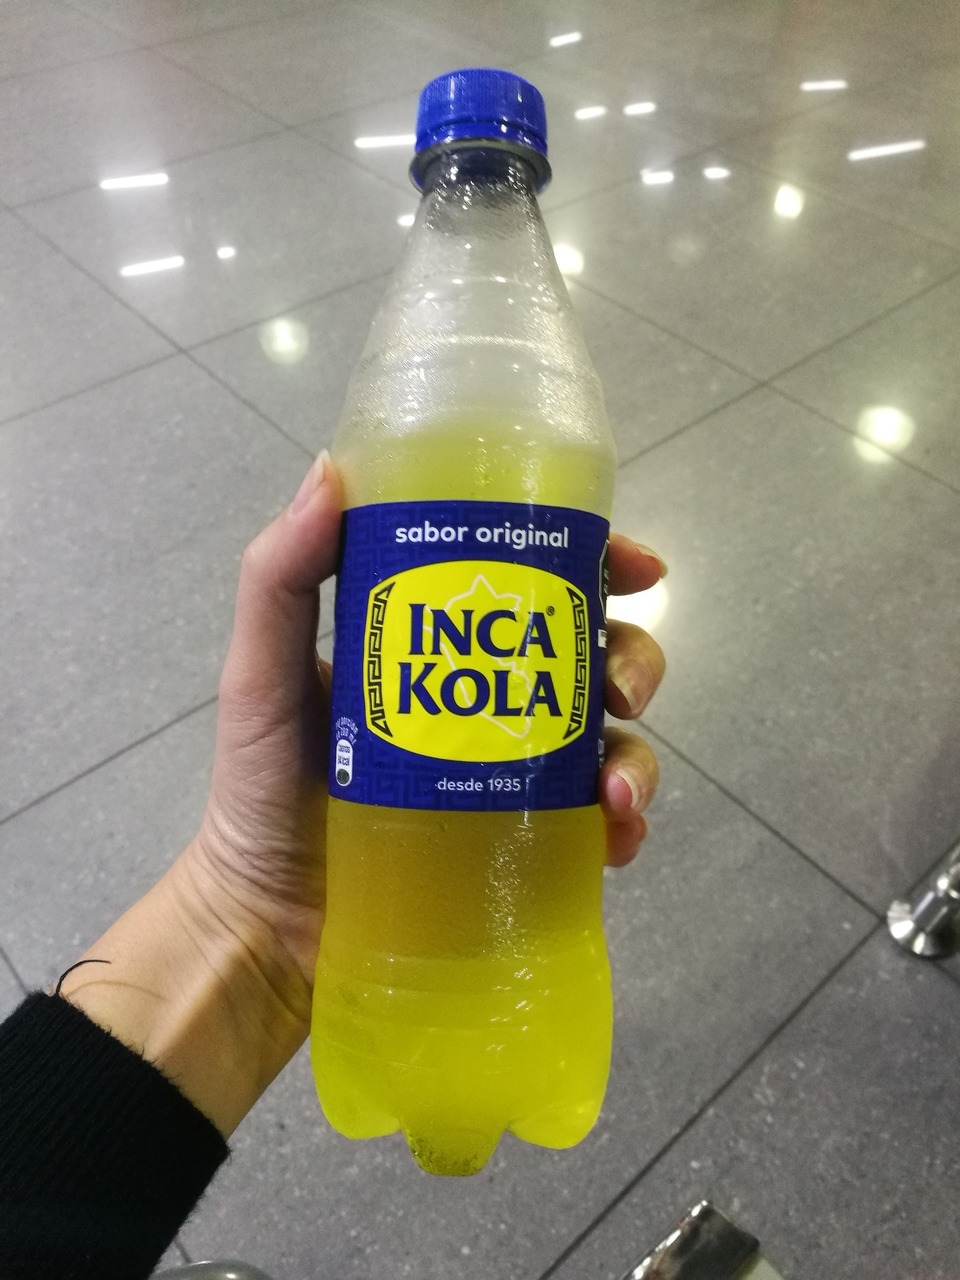 sabor original
INCA®
KOLA
desde 1935